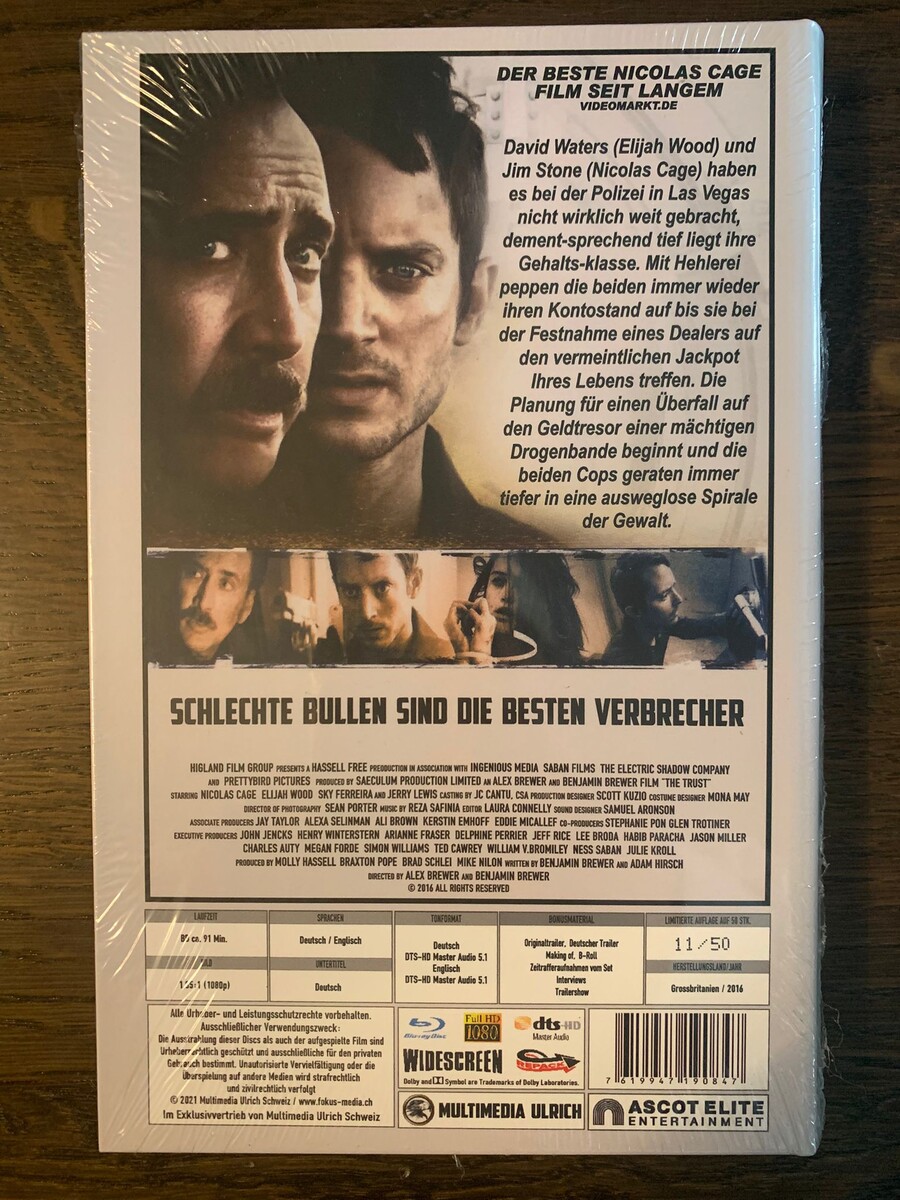 DER BESTE NICOLAS CAGE
FILM SEIT LANGEM
VIDEOMARKT.DE
David Waters (Elijah Wood) und
Jim Stone (Nicolas Cage) haben
es bei der Polizei in Las Vegas
nicht wirklich weit gebracht,
dement-sprechend tief liegt ihre
Gehalts-klasse. Mit Hehlerei
peppen die beiden immer wieder
ihren Kontostand auf bis sie bei
der Festnahme eines Dealers auf
den vermeintlichen Jackpot
Ihres Lebens treffen. Die
Planung für einen Überfall auf
den Geldtresor einer mächtigen
Drogenbande beginnt und die
beiden Cops geraten immer
tiefer in eine ausweglose Spirale
der Gewalt.
SCHLECHTE BULLEN SIND DIE BESTEN VERBRECHER
HIGLAND FILM GROUP PRESENTS A HASSELL FREE PREODUCTION IN ASSOCIATION WITH INGENIOUS MEDIA SABAN FILMS THE ELECTRIC SHADOW COMPANY
AND PRETTYBIRD PICTURES PRODUCED BY SAECULUM PRODUCTION LIMITED AN ALEX BREWER AND BENJAMIN BREWER FILM "THE TRUST"
STARRING NICOLAS CAGE ELIJAH WOOD SKY FERREIRA AND JERRY LEWIS CASTING BY JC CANTU, CSA PRODUCTION DESIGNER SCOTT KUZIO COSTUME DESIGNER MONA MAY
DIRECTOR OF PHOTOGRAPHY SEAN PORTER MUSIC BY REZA SAFINIA EDITOR LAURA CONNELLY SOUND DESIGNER SAMUEL ARONSON
ASSOCIATE PRODUCERS JAY TAYLOR ALEXA SELINMAN ALI BROWN KERSTIN EMHOFF EDDIE MICALLEF CO-PRODUCERS STEPHANIE PON GLEN TROTINER
EXECUTIVE PRODUCERS JOHN JENCKS HENRY WINTERSTERN ARIANNE FRASER DELPHINE PERRIER JEFF RICE LEE BRODA HABIB PARACHA JASON MILLER
CHARLES AUTY MEGAN FORDE SIMON WILLIAMS TED CAWREY WILLIAM V.BROMILEY NESS SABAN JULIE KROLL
PRODUCED BY MOLLY HASSELL BRAXTON POPE BRAD SCHLEI MIKE NILON WRITTEN BY BENJAMIN BREWER AND ADAM HIRSCH
DIRECTED BY ALEX BREWER AND BENJAMIN BREWER
© 2016 ALL RIGHTS RESERVED
LAUFZEIT
ca. 91 Min.
(1080p)
SPRACHEN
Deutsch / Englisch
UNTERTITEL
Deutsch
TONFORMAT
Deutsch
DTS-HD Master Audio 5.1
Englisch
DTS-HD Master Audio 5.1
BONUSMATERIAL
Originaltrailer, Deutscher Trailer
Making of, B-Roll
Zeitrafferaufnahmen vom Set
Interviews
Trailershow
LIMITIERTE AUFLAGE AUF 50 STK.
11/50
HERSTELLUNGSLAND/JAHR
Grossbritanien / 2016
Alle Urheber- und Leistungsschutzrechte vorbehalten.
Ausschließlicher Verwendungszweck:
Die Ausstrahlung dieser Discs als auch der aufgespielte Film sind
Urheberrechtlich geschützt und ausschließliche für den privaten
Gebrauch bestimmt. Unautorisierte Vervielfältigung oder die
Überspielung auf andere Medien wird strafrechtlich
und zivilrechtlich verfolgt
© 2021 Multimedia Ulrich Schweiz / www.fokus-media.ch
Im Exklusivvertrieb von Multimedia Ulrich Schweiz
Blu-ray Disc
Full HD
1080
dts-HD
Master Audio
WIDESCREEN
REPACK
Dolby and Symbol are Trademarks of Dolby Laboratories.
MULTIMEDIA ULRICH
7 619947 190847
ASCOT ELITE
ENTERTAINMENT